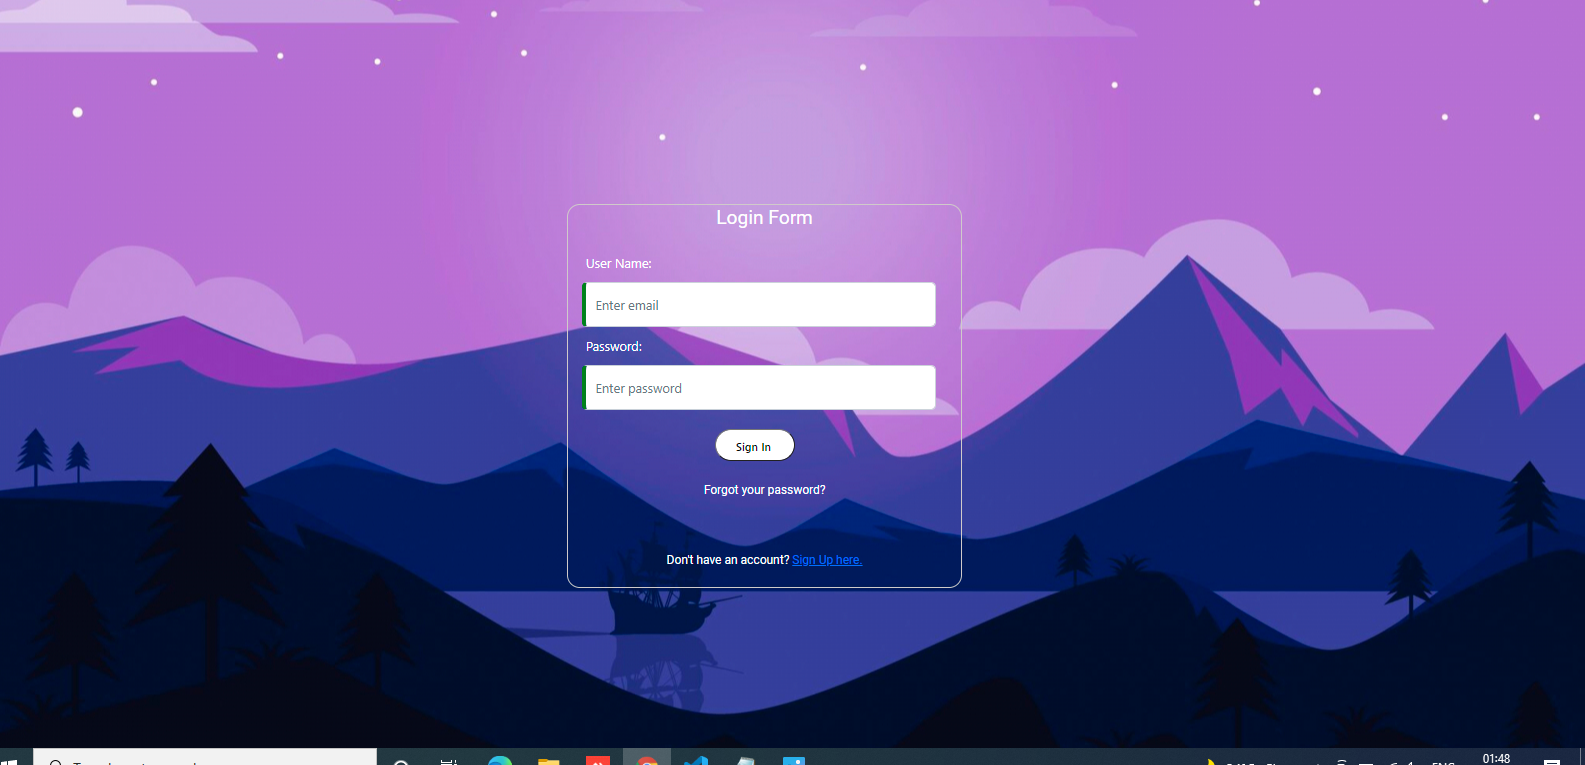 Login Form
User Name:
Enter email
Password:
Enter password
Sign In
Forgot your password?
Don't have an account? Sign Up here.
01:48